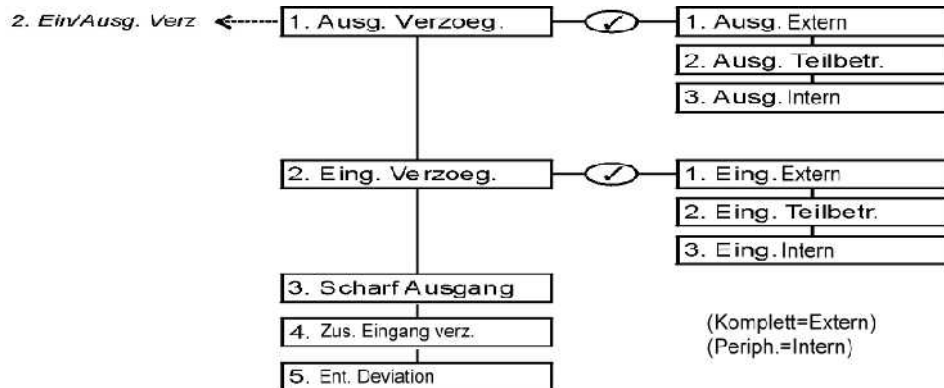 2. Ein/Ausg. Verz
1. Ausg. Verzoeg.
1. Ausg. Extern
2. Ausg. Teilbetr.
3. Ausg. Intern
2. Eing. Verzoeg.
1. Eing. Extern
2. Eing. Teilbetr.
3. Eing. Intern
3. Scharf Ausgang
4. Zus. Eingang verz.
5. Ent. Deviation
(Komplett=Extern)
(Periph.=Intern)